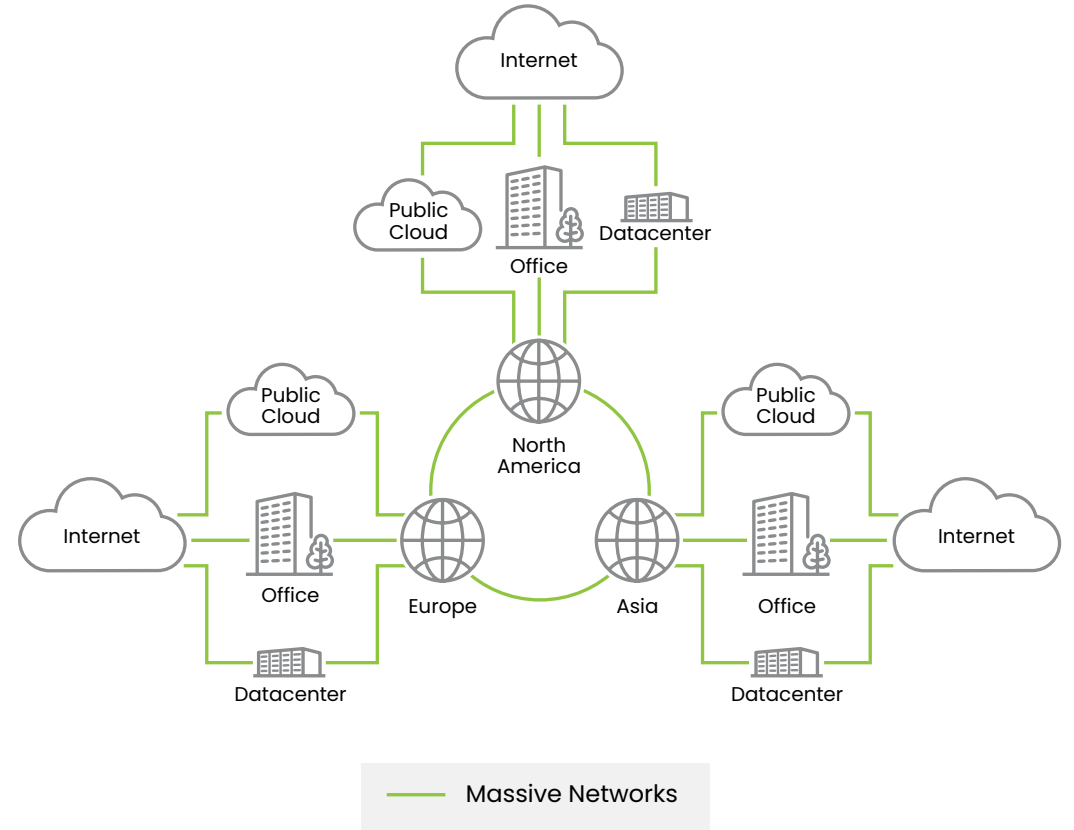 Internet
Public
Cloud
Office
Datacenter
North
America
Public
Cloud
Internet
Office
Datacenter
Europe
Public
Cloud
Internet
Office
Datacenter
Asia
Massive Networks